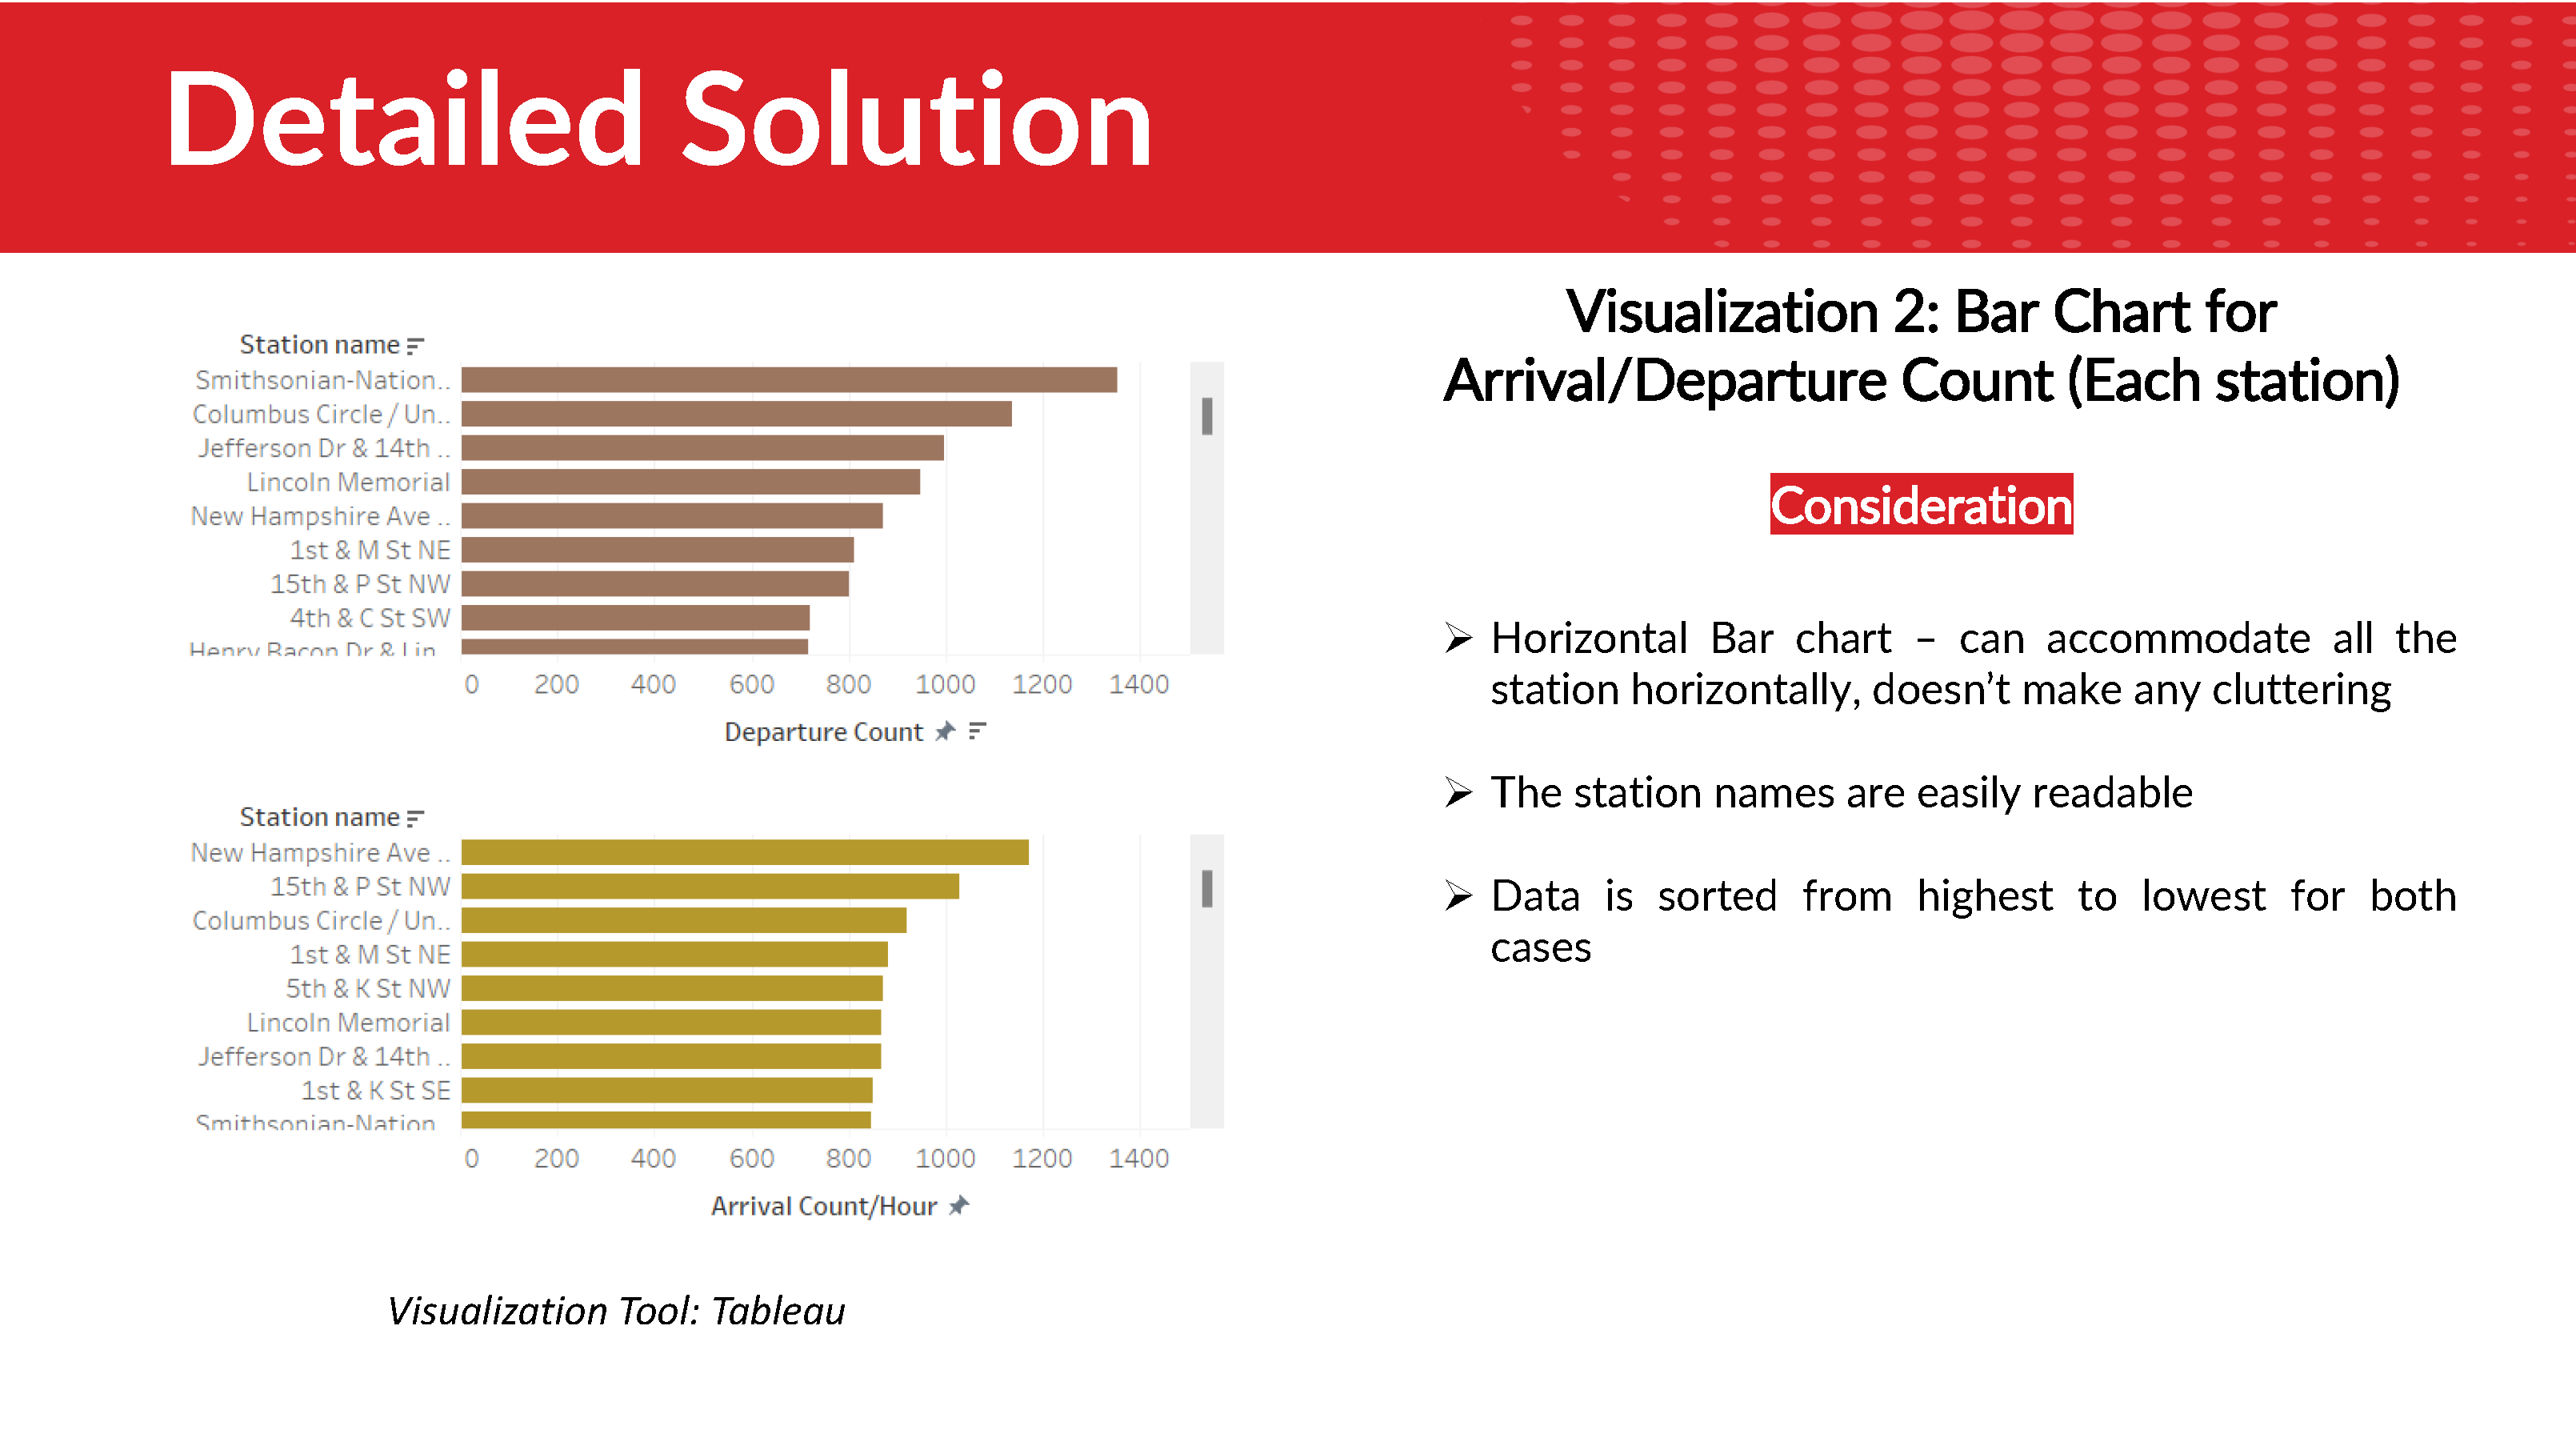 Detailed Solution
Station name
Smithsonian-Nation..
Columbus Circle / Un..
Jefferson Dr & 14th ..
Lincoln Memorial
New Hampshire Ave ..
1st & M St NE
15th & P St NW
4th & C St SW
Henry Bacon Dr & Lin..
0 200 400 600 800 1000 1200 1400
Departure Count
Station name
New Hampshire Ave ..
15th & P St NW
Columbus Circle / Un..
1st & M St NE
5th & K St NW
Lincoln Memorial
Jefferson Dr & 14th ..
1st & K St SE
Smithsonian-Nation..
0 200 400 600 800 1000 1200 1400
Arrival Count/Hour
Visualization Tool: Tableau
Visualization 2: Bar Chart for
Arrival/Departure Count (Each station)
Consideration
➢ Horizontal Bar chart – can accommodate all the
station horizontally, doesn’t make any cluttering
➢ The station names are easily readable
➢ Data is sorted from highest to lowest for both
cases